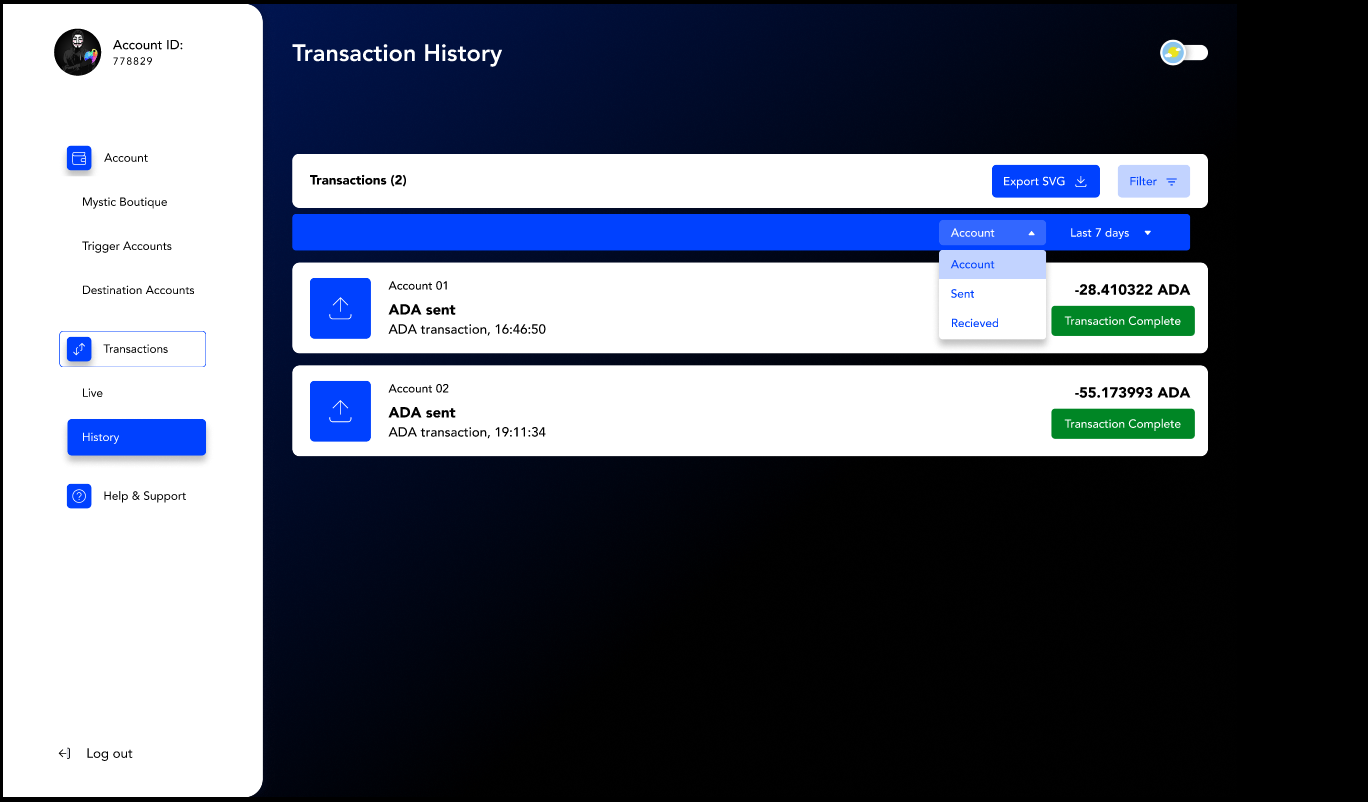 Account ID:
778829
Account
Mystic Boutique
Trigger Accounts
Destination Accounts
Transactions
Live
History
Help & Support
Log out
Transaction History
Transactions (2)
Export SVG
Filter
Account
Last 7 days
Account
Sent
Recieved
Account 01
ADA sent
ADA transaction, 16:46:50
-28.410322 ADA
Transaction Complete
Account 02
ADA sent
ADA transaction, 19:11:34
-55.173993 ADA
Transaction Complete